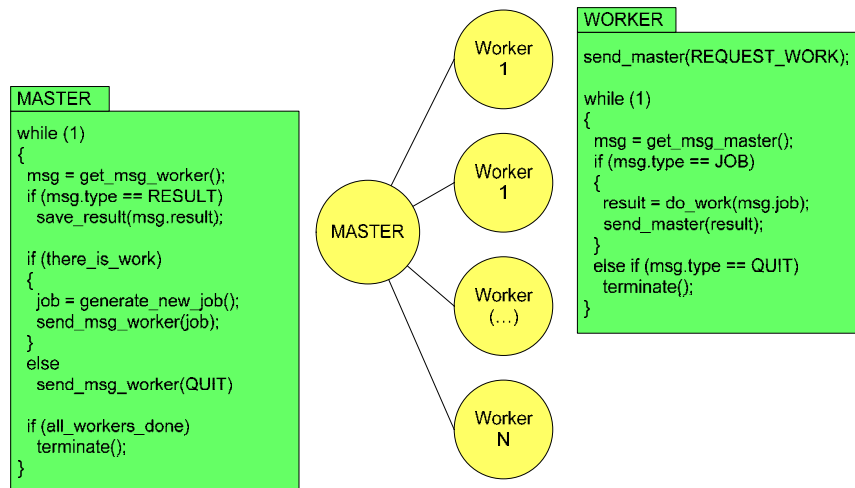 MASTER
while (1)
{
msg = get_msg_worker();
if (msg.type == RESULT)
save_result(msg.result);
if (there_is_work)
{
job = generate_new_job();
send_msg_worker(job);
}
else
send_msg_worker(QUIT)
if (all_workers_done)
terminate();
}
MASTER
Worker
1
Worker
1
Worker
(...)
Worker
N
WORKER
send_master(REQUEST_WORK);
while (1)
{
msg = get_msg_master();
if (msg.type == JOB)
{
result = do_work(msg.job);
send_master(result);
}
else if (msg.type == QUIT)
terminate();
}